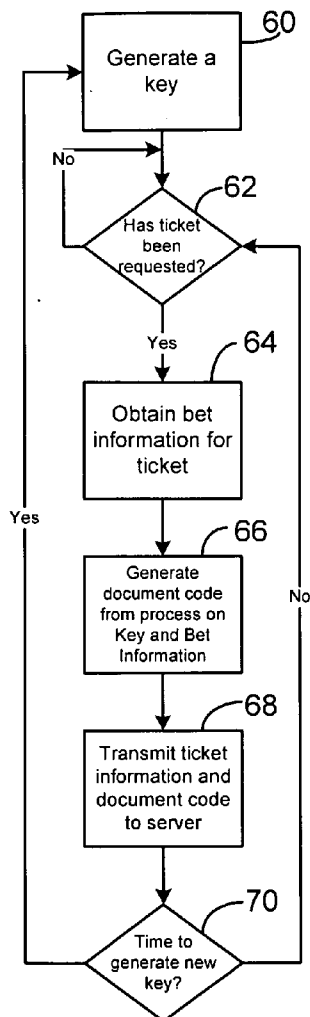 60
Generate a
key
No
62
Has ticket
been
requested?
Yes
64
Obtain bet
information for
ticket
Yes
66
Generate
document code
from process on
Key and Bet
Information
No
68
Transmit ticket
information and
document code
to server
70
Time to
generate new
key?